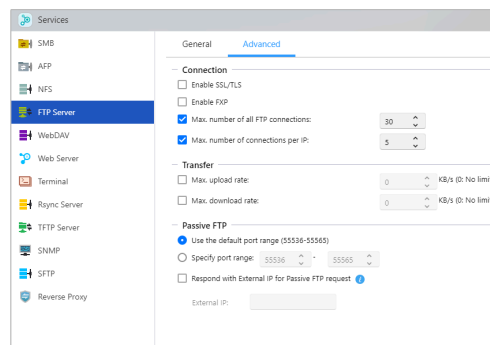 Services
SMB
AFP
NFS
FTP Server
WebDAV
Web Server
Terminal
Rsync Server
TFTP Server
SNMP
SFTP
Reverse Proxy
General Advanced
Connection
Enable SSL/TLS
Enable FXP
Max. number of all FTP connections: 30
Max. number of connections per IP: 5
Transfer
Max. upload rate: 0 KB/s (0: No limi
Max. download rate: 0 KB/s (0: No limi
Passive FTP
Use the default port range (55536-55565)
Specify port range: 55536 - 55565
Respond with External IP for Passive FTP request i
External IP: